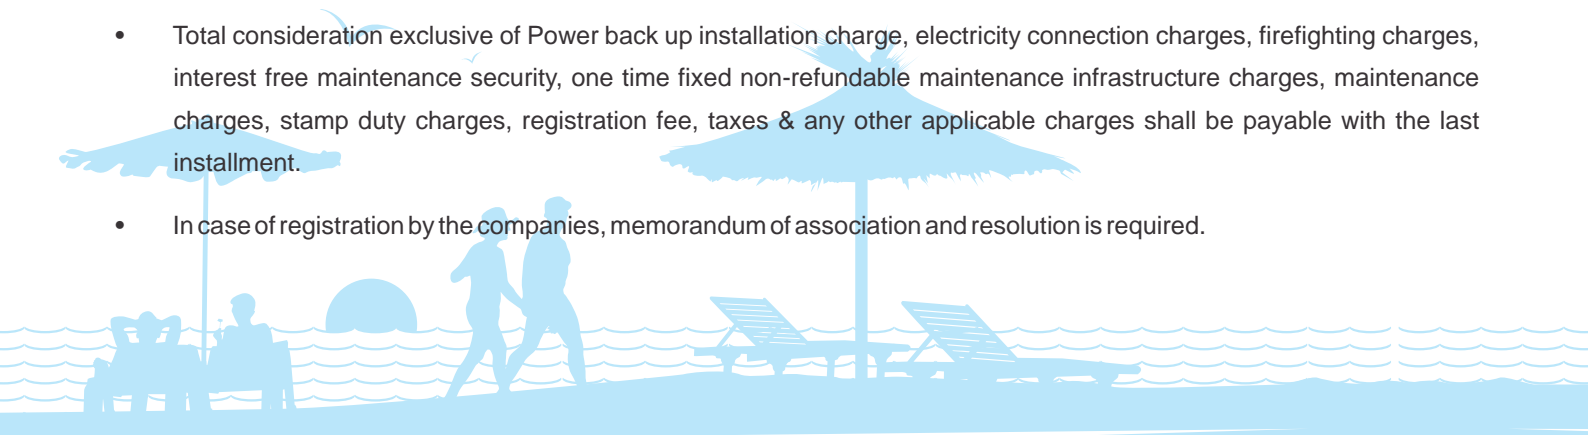 • Total consideration exclusive of Power back up installation charge, electricity connection charges, firefighting charges,
interest free maintenance security, one time fixed non-refundable maintenance infrastructure charges, maintenance
charges, stamp duty charges, registration fee, taxes & any other applicable charges shall be payable with the last
installment.
• In case of registration by the companies, memorandum of association and resolution is required.